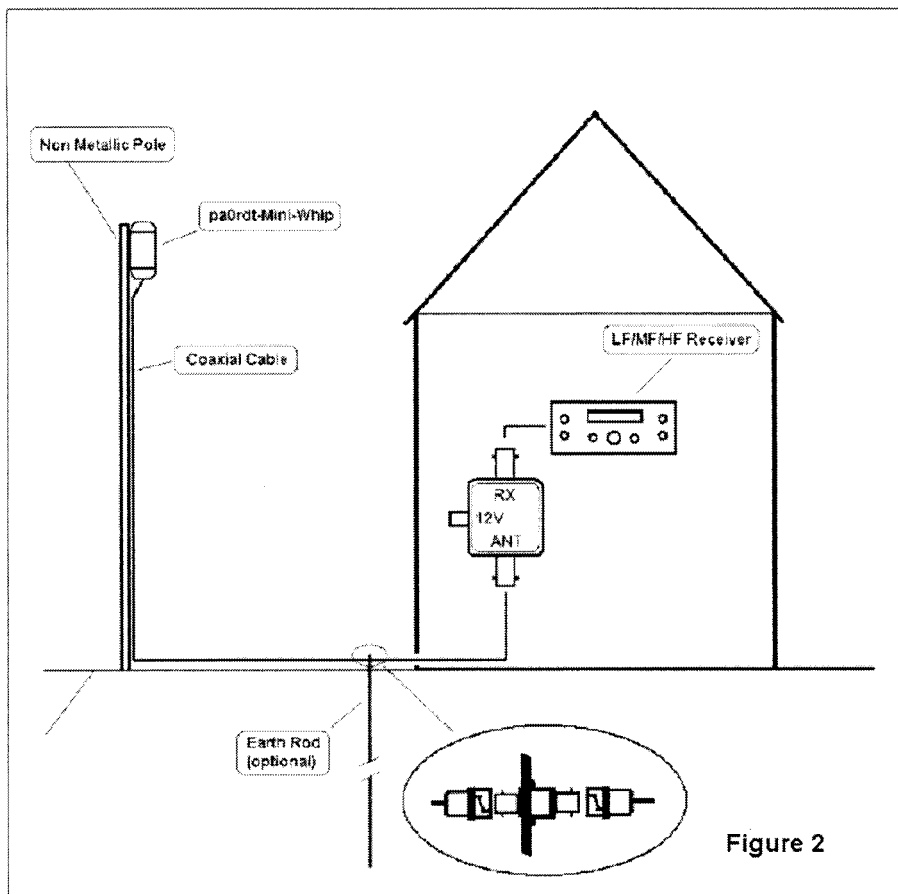 Non Metallic Pole
pa0rdt-Mini-Whip
Coaxial Cable
LF/MF/HF Receiver
RX
12V
ANT
Earth Rod
(optional)
Figure 2